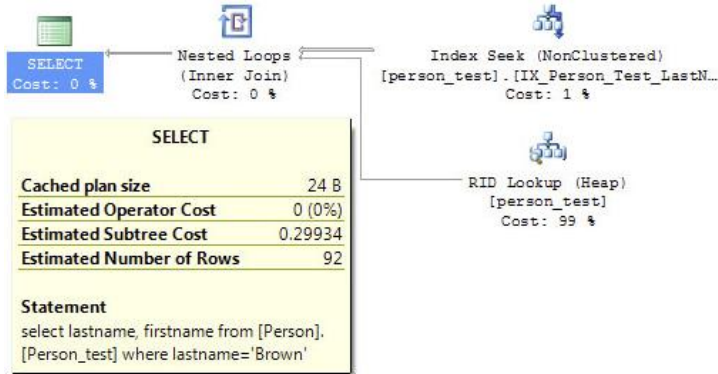 SELECT
Cost: 0 %
Nested Loops
(Inner Join)
Cost: 0 %
Index Seek (NonClustered)
[person_test].[IX_Person_Test_LastN…
Cost: 1 %
RID Lookup (Heap)
[person_test]
Cost: 99 %
SELECT
Cached plan size 24 B
Estimated Operator Cost 0 (0%)
Estimated Subtree Cost 0.29934
Estimated Number of Rows 92
Statement
select lastname, firstname from [Person].
[Person_test] where lastname='Brown'